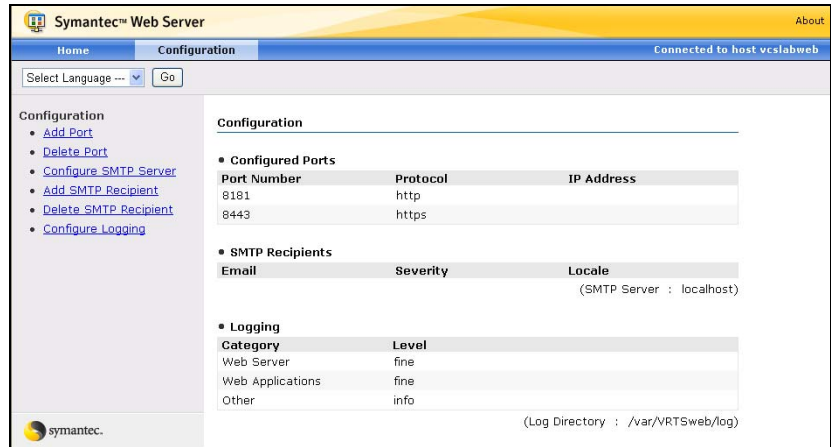 Symantec™ Web Server
About
Home Configuration Connected to host vcslabweb
Select Language --- Go
Configuration
Add Port
Delete Port
Configure SMTP Server
Add SMTP Recipient
Delete SMTP Recipient
Configure Logging
Configuration
Configured Ports
Port Number Protocol IP Address
8181 http
8443 https
SMTP Recipients
Email Severity Locale
(SMTP Server : localhost)
Logging
Category Level
Web Server fine
Web Applications fine
Other info
(Log Directory : /var/VRTSweb/log)
symantec.